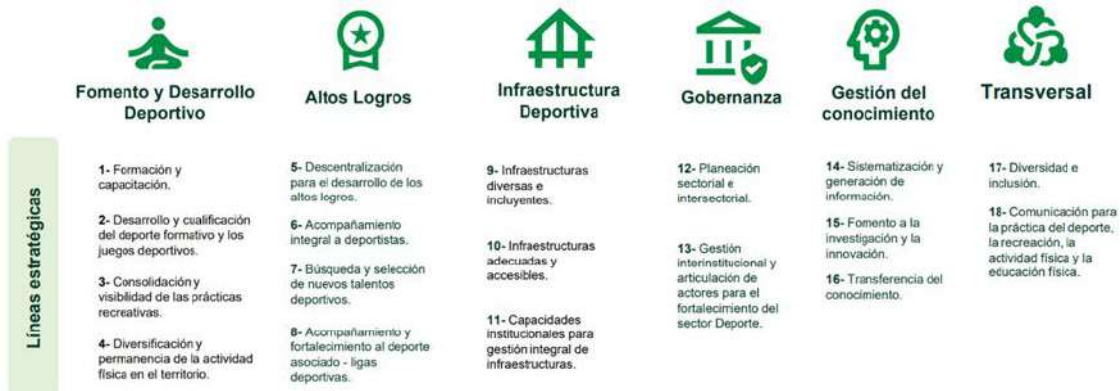 Fomento y Desarrollo
Deportivo
Altos Logros
Infraestructura
Deportiva
Gobernanza
Gestión del
conocimiento
Transversal
Líneas estratégicas
1- Formación y
capacitación.
2- Desarrollo y cualificación
del deporte formativo y los
juegos deportivos.
3- Consolidación y
visibilidad de las prácticas
recreativas.
4- Diversificación y
permanencia de la actividad
física en el territorio.
5- Descentralización
para el desarrollo de los
altos logros.
6- Acompañamiento
integral a deportistas.
7- Búsqueda y selección
de nuevos talentos
deportivos.
8- Acompañamiento y
fortalecimiento al deporte
asociado - ligas
deportivas.
9- Infraestructuras
diversas e
incluyentes.
10- Infraestructuras
adecuadas y
accesibles.
11- Capacidades
institucionales para
gestión integral de
infraestructuras.
12- Planeación
sectorial e
intersectorial.
13- Gestión
interinstitucional y
articulación de
actores para el
fortalecimiento del
sector Deporte.
14- Sistematización y
generación de
información.
15- Fomento a la
investigación y la
innovación.
16- Transferencia del
conocimiento.
17- Diversidad e
inclusión.
18- Comunicación para
la práctica del deporte,
la recreación, la
actividad física y la
educación física.